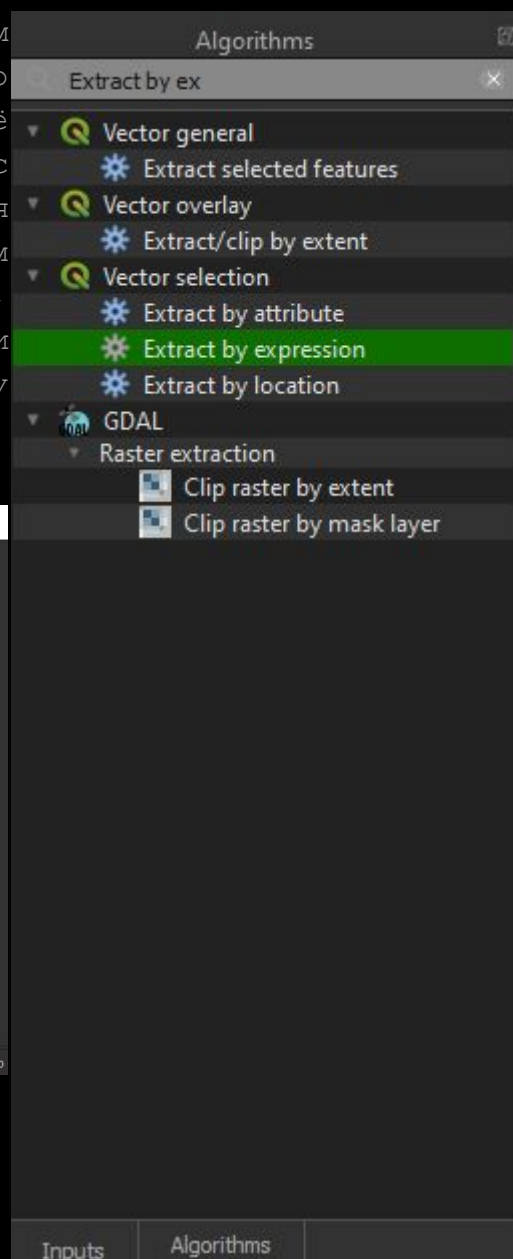 Algorithms
Extract by ex
Vector general
Extract selected features
Vector overlay
Extract/clip by extent
Vector selection
Extract by attribute
Extract by expression
Extract by location
GDAL
Raster extraction
Clip raster by extent
Clip raster by mask layer
Inputs
Algorithms